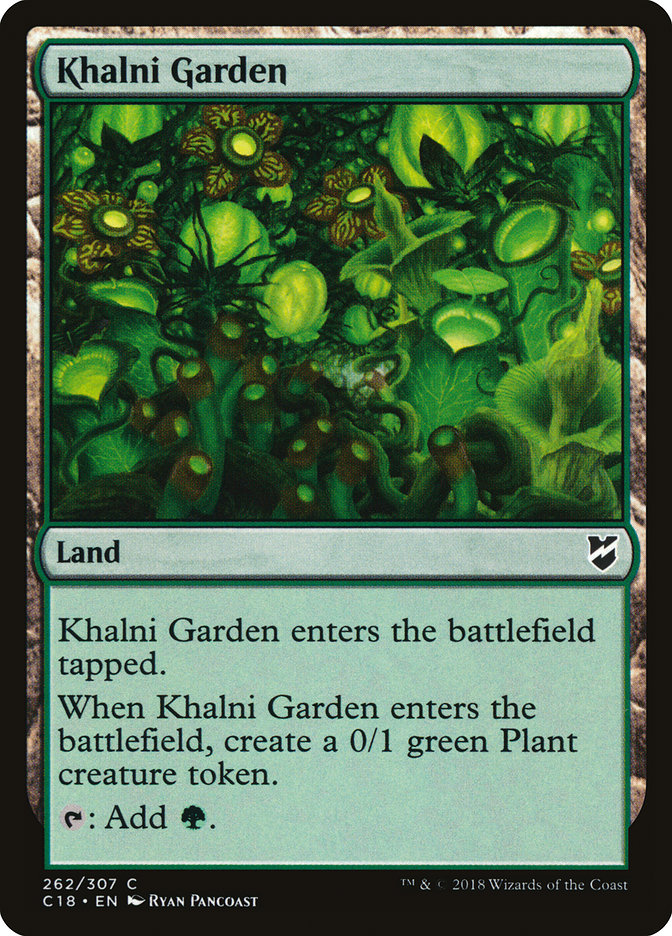 Khalni Garden
Land
Khalni Garden enters the battlefield
tapped.
When Khalni Garden enters the
battlefield, create a 0/1 green Plant
creature token.
: Add .
262/307 C
C18 • EN Ryan Pancoast
™ & © 2018 Wizards of the Coast